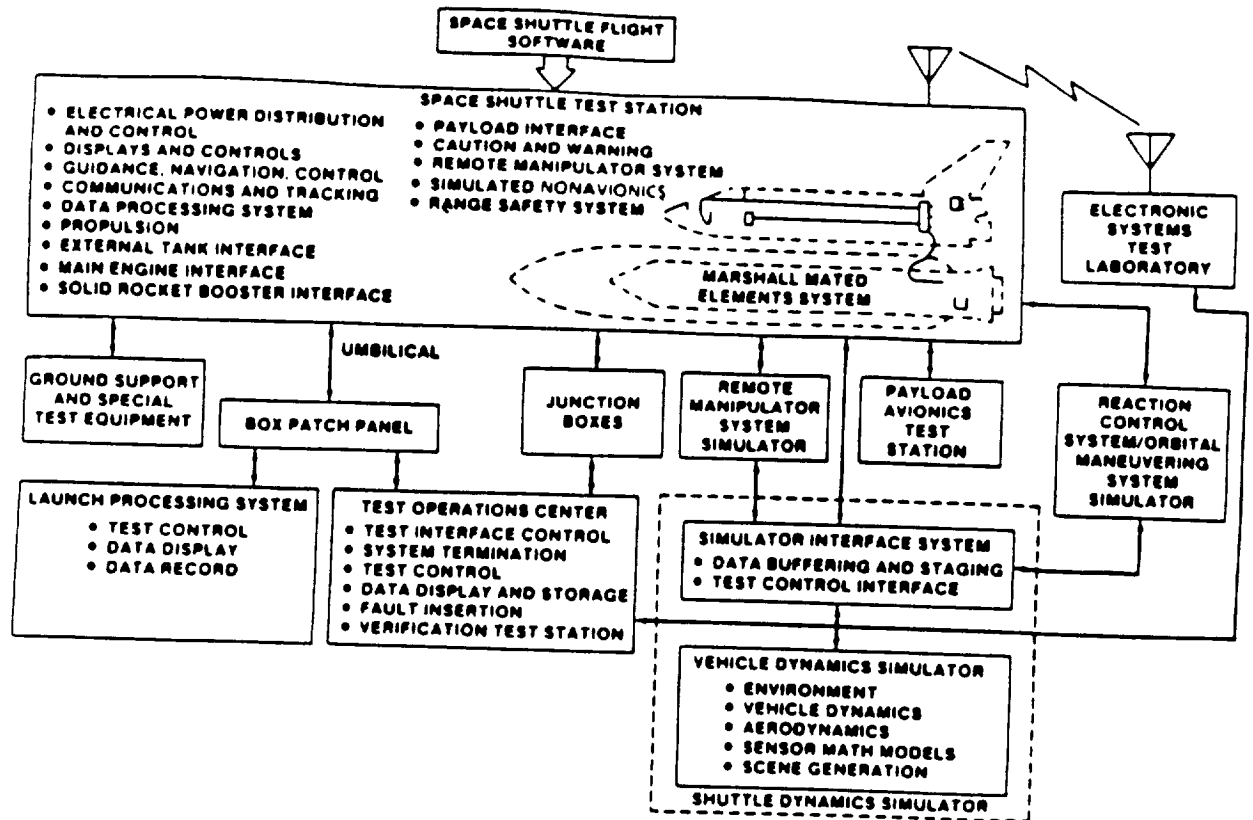 SPACE SHUTTLE FLIGHT
SOFTWARE
• ELECTRICAL POWER DISTRIBUTION
AND CONTROL
• DISPLAYS AND CONTROLS
• GUIDANCE, NAVIGATION, CONTROL
• COMMUNICATIONS AND TRACKING
• DATA PROCESSING SYSTEM
• PROPULSION
• EXTERNAL TANK INTERFACE
• MAIN ENGINE INTERFACE
• SOLID ROCKET BOOSTER INTERFACE
SPACE SHUTTLE TEST STATION
• PAYLOAD INTERFACE
• CAUTION AND WARNING
• REMOTE MANIPULATOR SYSTEM
• SIMULATED NONAVIONICS
• RANGE SAFETY SYSTEM
MARSHALL MATED
ELEMENTS SYSTEM
ELECTRONIC
SYSTEMS
TEST
LABORATORY
UMBILICAL
GROUND SUPPORT
AND SPECIAL
TEST EQUIPMENT
BOX PATCH PANEL
JUNCTION
BOXES
REMOTE
MANIPULATOR
SYSTEM
SIMULATOR
PAYLOAD
AVIONICS
TEST
STATION
REACTION
CONTROL
SYSTEM/ORBITAL
MANEUVERING
SYSTEM
SIMULATOR
LAUNCH PROCESSING SYSTEM
• TEST CONTROL
• DATA DISPLAY
• DATA RECORD
TEST OPERATIONS CENTER
• TEST INTERFACE CONTROL
• SYSTEM TERMINATION
• TEST CONTROL
• DATA DISPLAY AND STORAGE
• FAULT INSERTION
• VERIFICATION TEST STATION
SIMULATOR INTERFACE SYSTEM
• DATA BUFFERING AND STAGING
• TEST CONTROL INTERFACE
VEHICLE DYNAMICS SIMULATOR
• ENVIRONMENT
• VEHICLE DYNAMICS
• AERODYNAMICS
• SENSOR MATH MODELS
• SCENE GENERATION
SHUTTLE DYNAMICS SIMULATOR